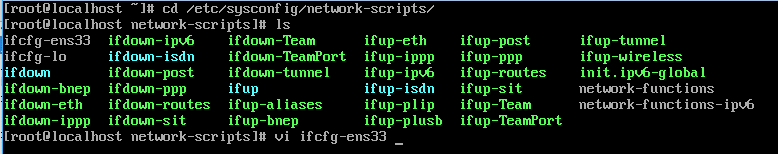 [root@localhost ~]# cd /etc/sysconfig/network-scripts/
[root@localhost network-scripts]# ls
ifcfg-ens33 ifdown-ipv6 ifdown-Team ifup-eth ifup-post ifup-tunnel
ifcfg-lo ifdown-isdn ifdown-TeamPort ifup-ippp ifup-ppp ifup-wireless
ifdown ifdown-post ifdown-tunnel ifup-ipv6 ifup-routes init.ipv6-global
ifdown-bnep ifdown-ppp ifup ifup-isdn ifup-sit network-functions
ifdown-eth ifdown-routes ifup-aliases ifup-plip ifup-Team network-functions-ipv6
ifdown-ippp ifdown-sit ifup-bnep ifup-plusb ifup-TeamPort
[root@localhost network-scripts]# vi ifcfg-ens33 _